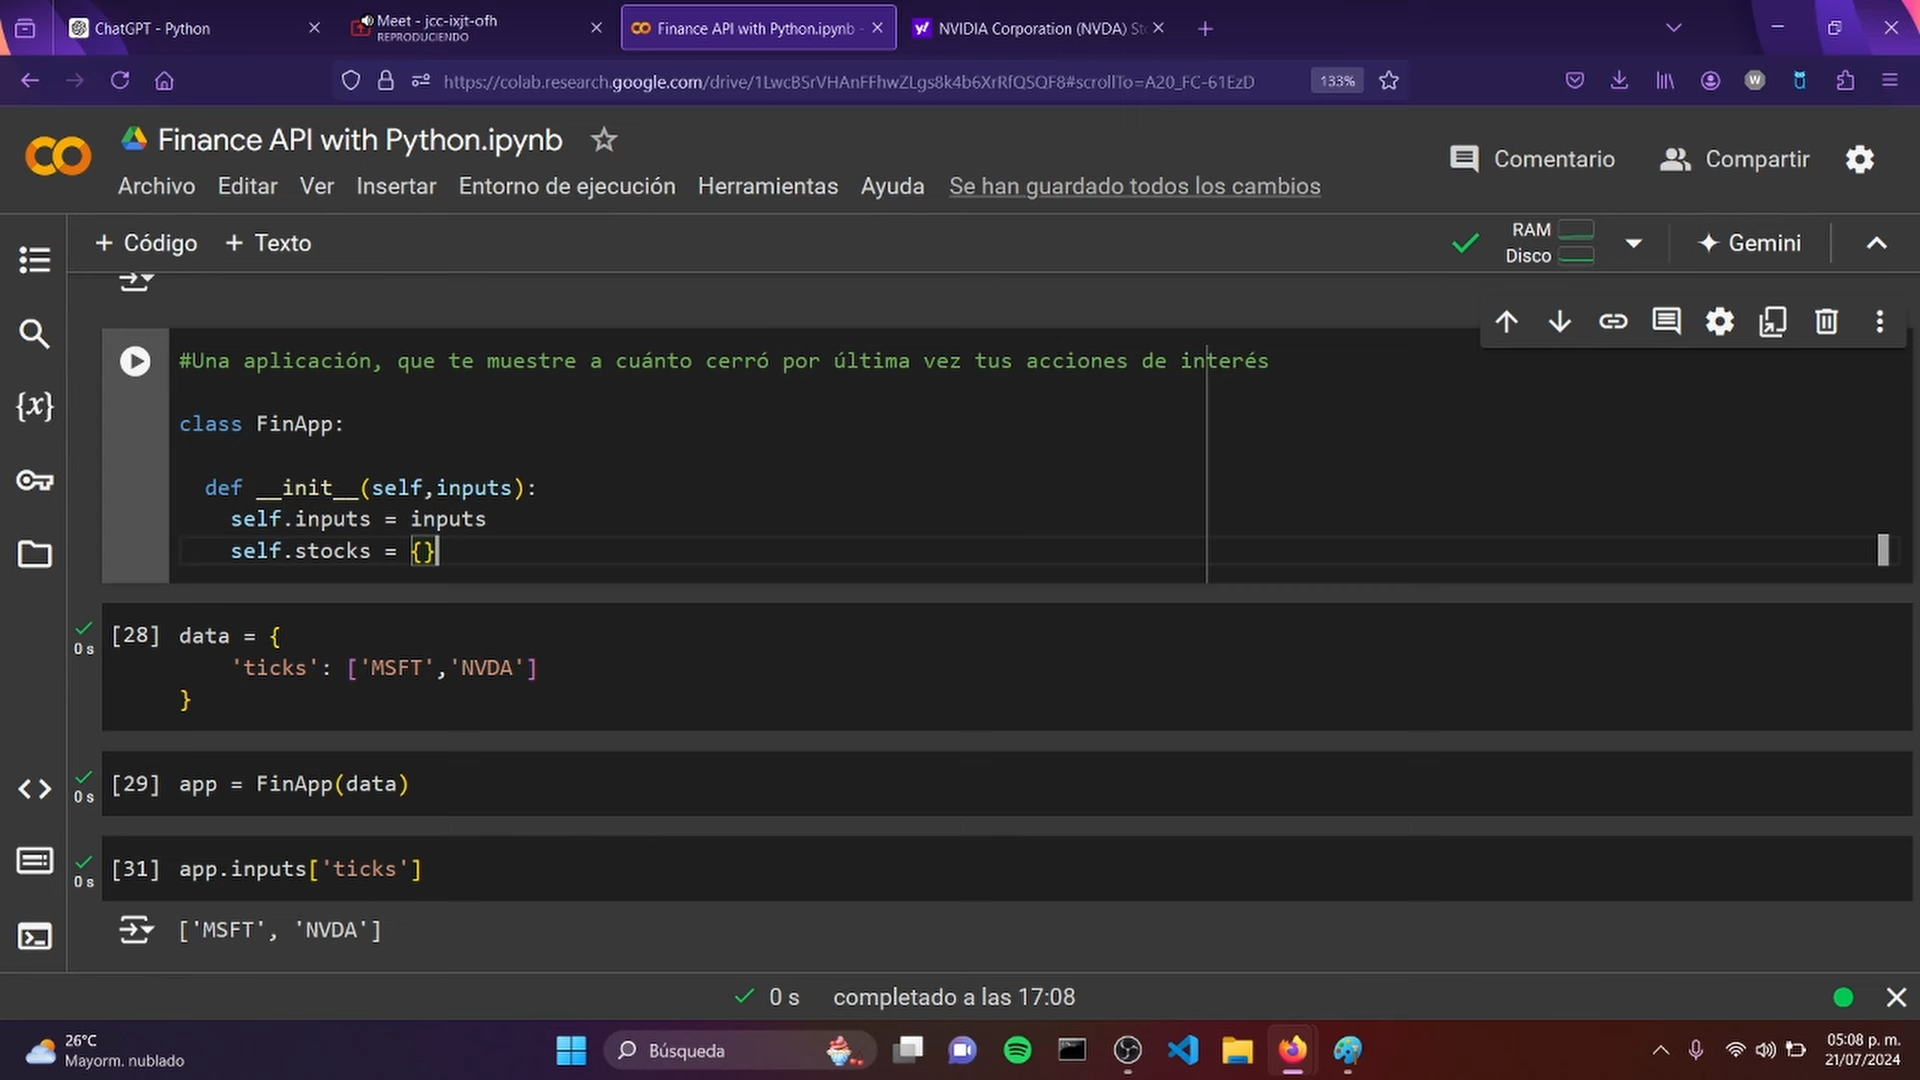 ChatGPT - Python
Meet - jcc-ixjt-ofh
REPRODUCIENDO
Finance API with Python.ipynb -
NVIDIA Corporation (NVDA) St
https://colab.research.google.com/drive/1LwcBSrVHAnFFhwZLgs8k4b6XrRfQSQF8#scrollTo=A20_FC-61EzD
133%
W
Finance API with Python.ipynb
Comentario
Compartir
Archivo Editar Ver Insertar Entorno de ejecución Herramientas Ayuda Se han guardado todos los cambios
+ Código + Texto
RAM
Disco
Gemini
#Una aplicación, que te muestre a cuánto cerró por última vez tus acciones de interés
class FinApp:
def __init__(self,inputs):
self.inputs = inputs
self.stocks = {}
[28] data = {
0 s
'ticks': ['MSFT','NVDA']
}
[29] app = FinApp(data)
0 s
[31] app.inputs['ticks']
0 s
['MSFT', 'NVDA']
0 s completado a las 17:08
26°C
Mayorm. nublado
Búsqueda
05:08 p. m.
21/07/2024